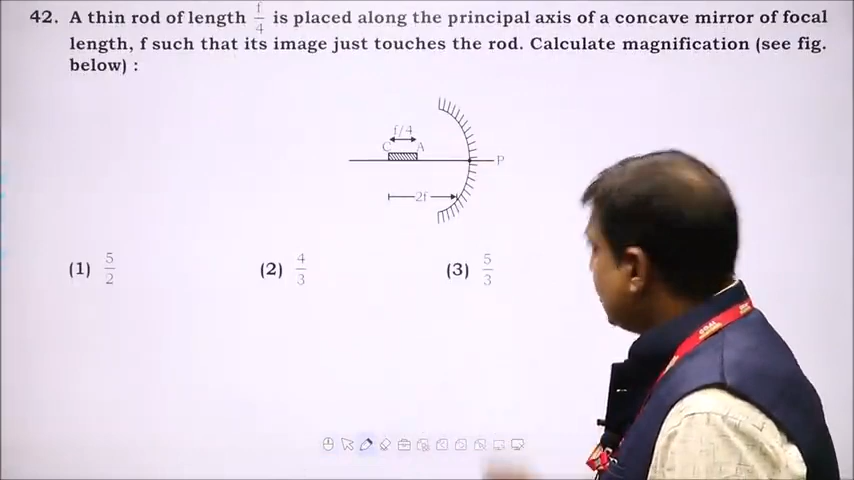 42. A thin rod of length f/4 is placed along the principal axis of a concave mirror of focal
length, f such that its image just touches the rod. Calculate magnification (see fig.
below) :
f/4
C A
P
2f
(1) 5/2 (2) 4/3 (3) 5/3